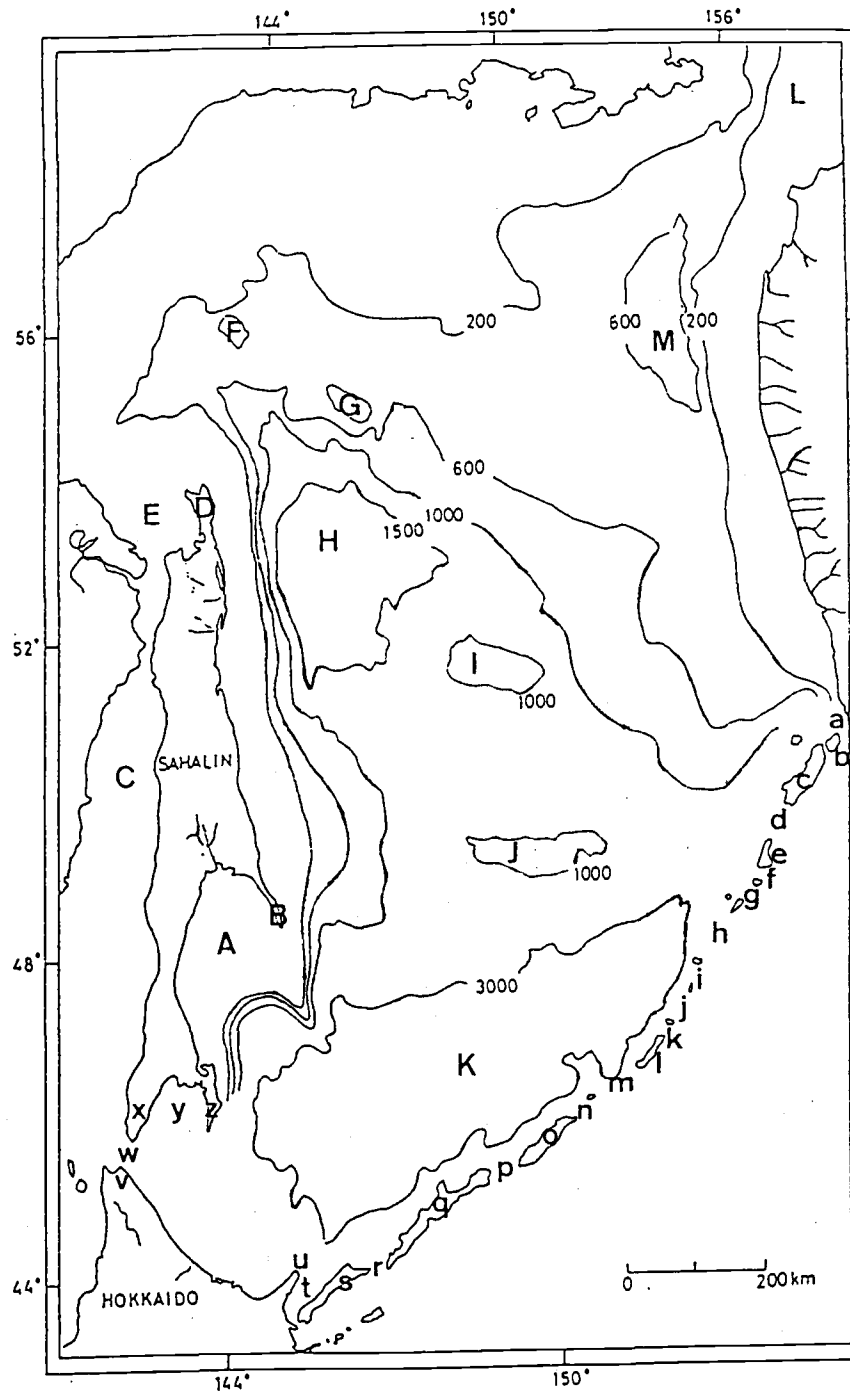 144° 150° 156°
L
56°
F
600 M 200
200
G
600
E D
1000
1500
H
52°
I
1000
a
b
SAHALIN
C
c
d
J
e
1000
f
B
g
A
h
48°
i
3000
j
k
K
l
m
x y z
n
o
w
p
v
q
u
r
44°
t s
0 200 km
HOKKAIDO
144° 150°